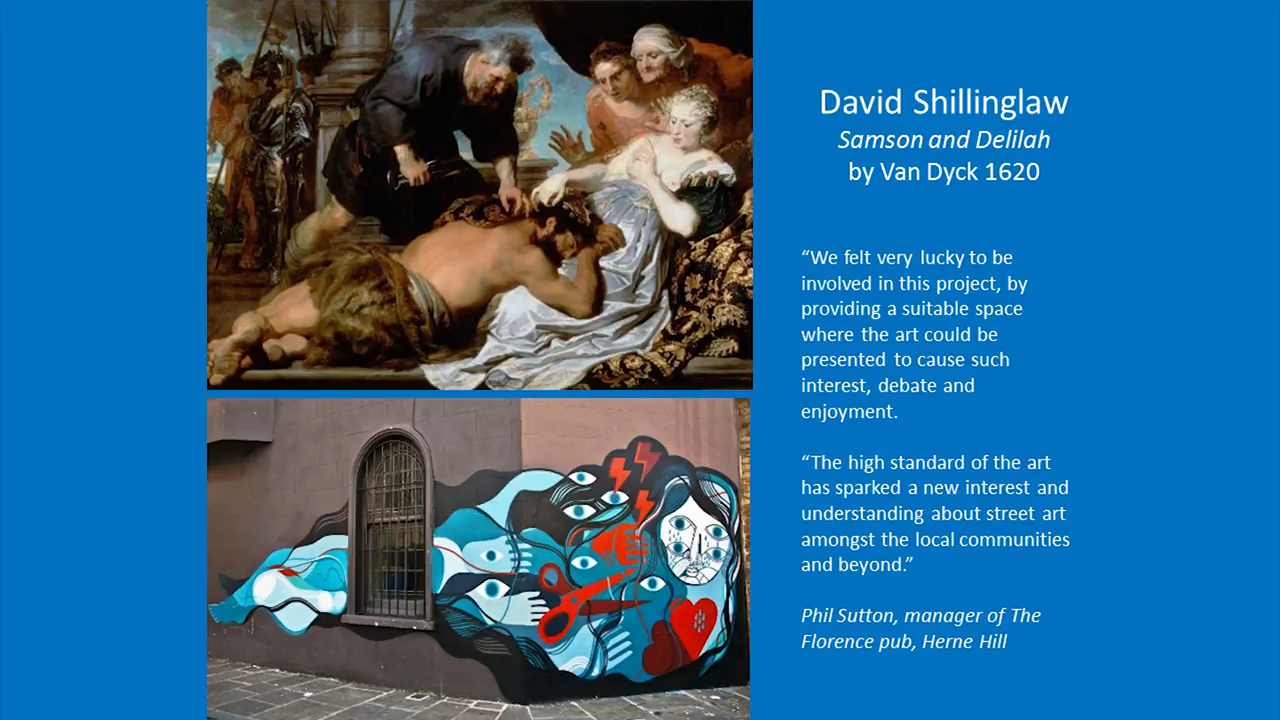 David Shillinglaw
Samson and Delilah
by Van Dyck 1620
“We felt very lucky to be
involved in this project, by
providing a suitable space
where the art could be
presented to cause such
interest, debate and
enjoyment.
“The high standard of the art
has sparked a new interest and
understanding about street art
amongst the local communities
and beyond.”
Phil Sutton, manager of The
Florence pub, Herne Hill